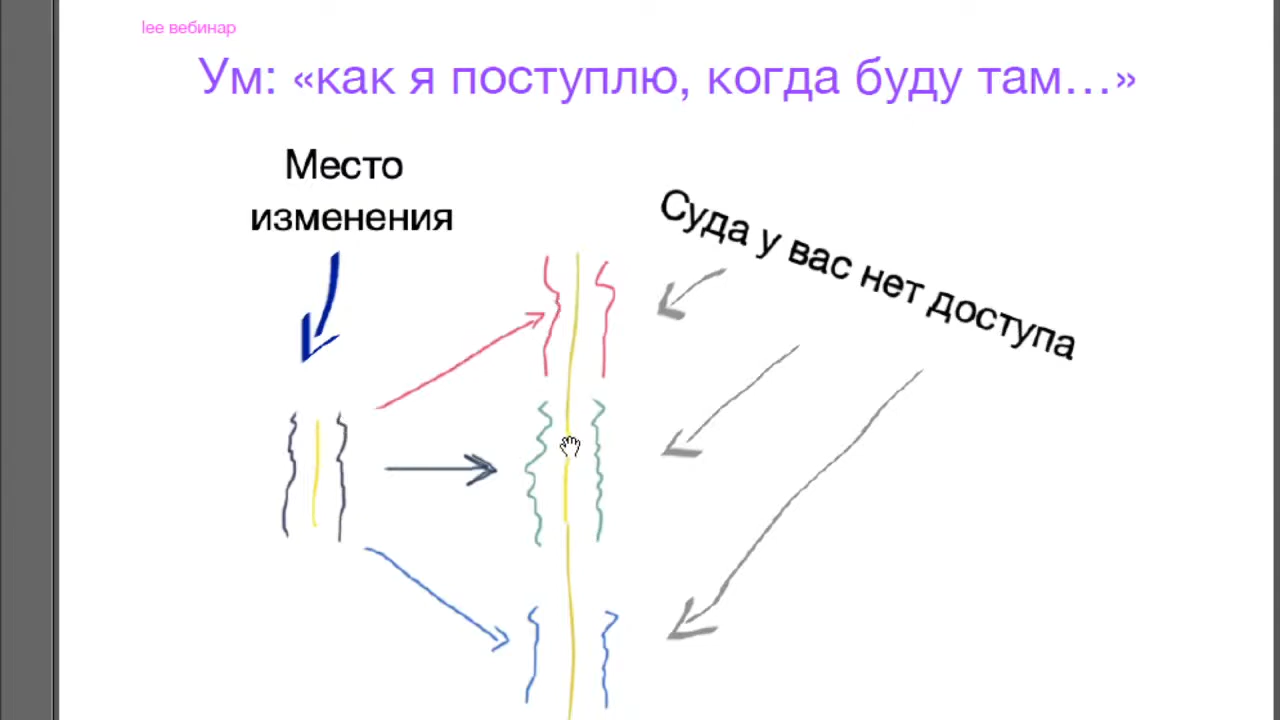 lee вебинар
Ум: «как я поступлю, когда буду там...»
Место
изменения
Суда у вас нет доступа